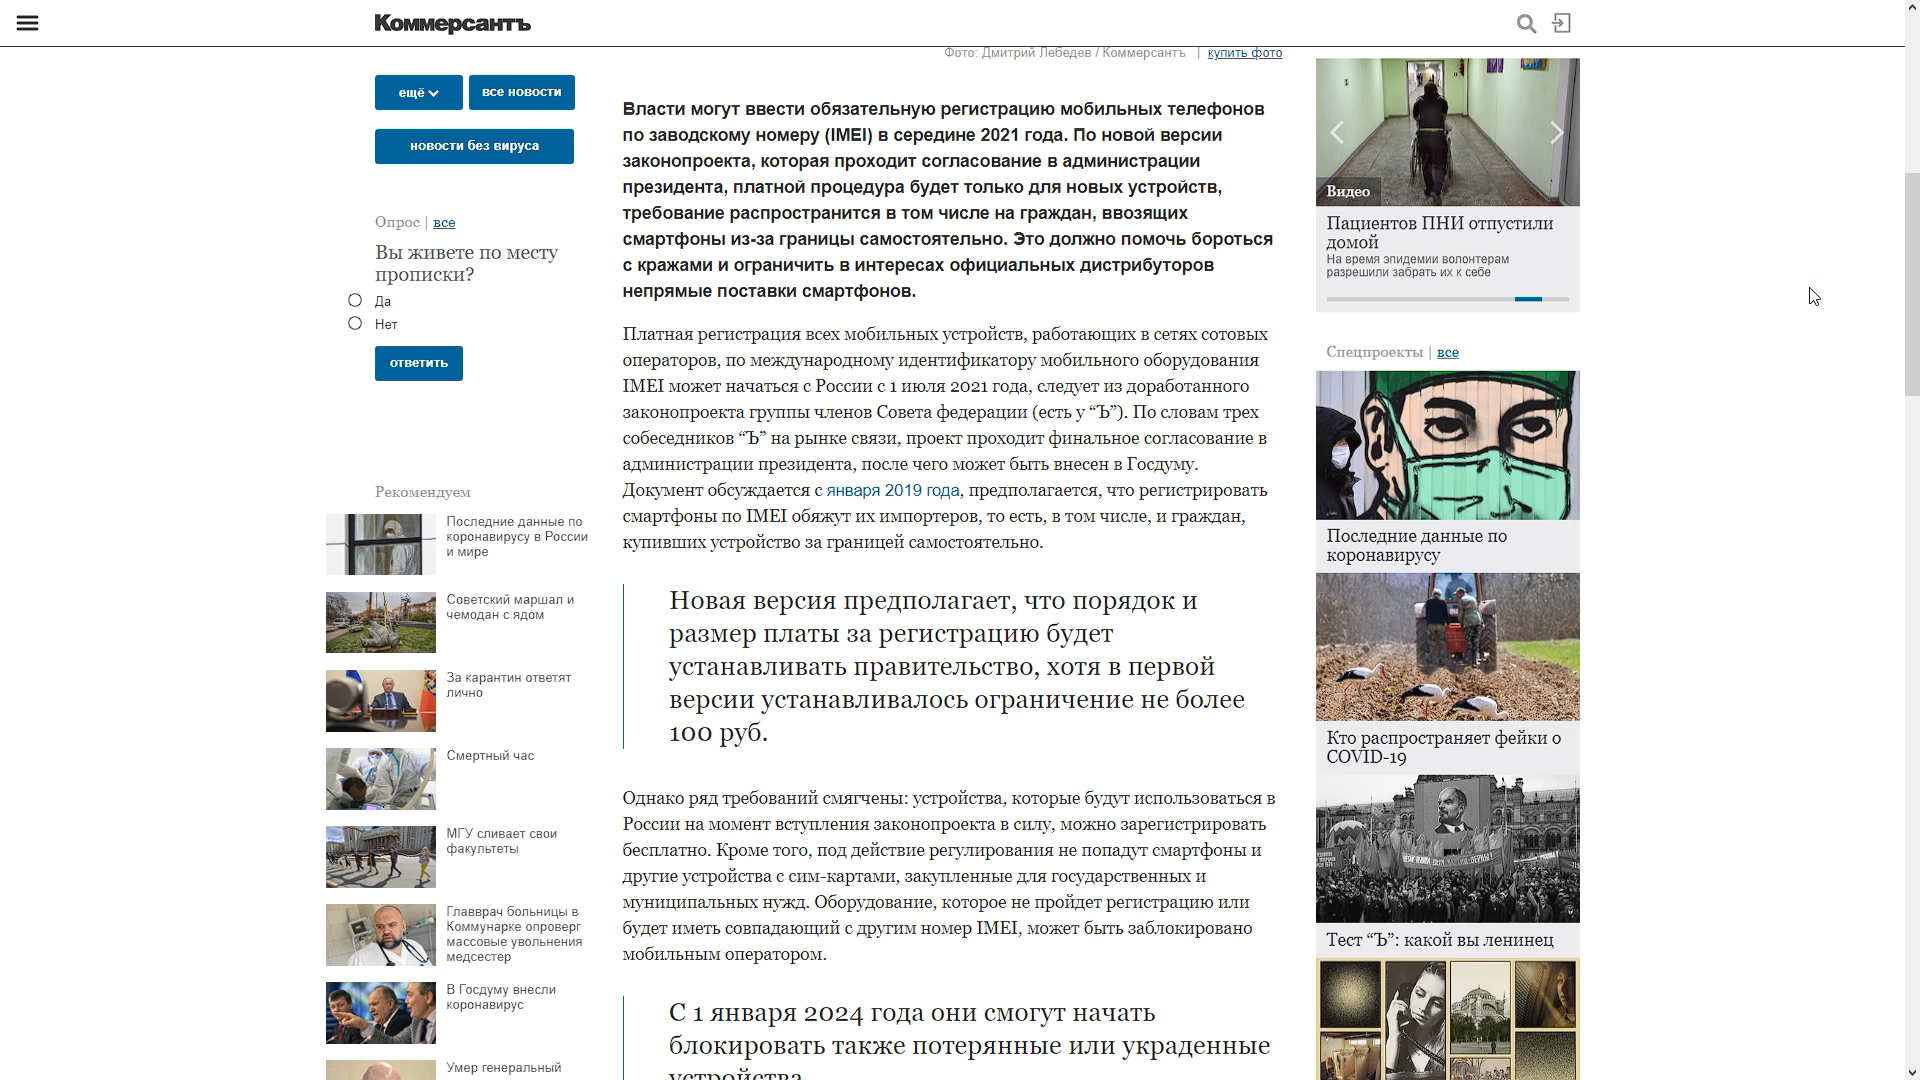 Коммерсантъ
Фото: Дмитрий Лебедев / Коммерсантъ | купить фото
ещё
все новости
новости без вируса
Опрос | все
Вы живете по месту
прописки?
Да
Нет
ответить
Рекомендуем
Последние данные по
коронавирусу в России
и мире
Советский маршал и
чемодан с ядом
За карантин ответят
лично
Смертный час
МГУ сливает свои
факультеты
Главврач больницы в
Коммунарке опроверг
массовые увольнения
медсестер
В Госдуму внесли
коронавирус
Умер генеральный
Власти могут ввести обязательную регистрацию мобильных телефонов
по заводскому номеру (IMEI) в середине 2021 года. По новой версии
законопроекта, которая проходит согласование в администрации
президента, платной процедура будет только для новых устройств,
требование распространится в том числе на граждан, ввозящих
смартфоны из-за границы самостоятельно. Это должно помочь бороться
с кражами и ограничить в интересах официальных дистрибуторов
непрямые поставки смартфонов.
Платная регистрация всех мобильных устройств, работающих в сетях сотовых
операторов, по международному идентификатору мобильного оборудования
IMEI может начаться с России с 1 июля 2021 года, следует из доработанного
законопроекта группы членов Совета федерации (есть у “Ъ”). По словам трех
собеседников “Ъ” на рынке связи, проект проходит финальное согласование в
администрации президента, после чего может быть внесен в Госдуму.
Документ обсуждается с января 2019 года, предполагается, что регистрировать
смартфоны по IMEI обяжут их импортеров, то есть, в том числе, и граждан,
купивших устройство за границей самостоятельно.
Новая версия предполагает, что порядок и
размер платы за регистрацию будет
устанавливать правительство, хотя в первой
версии устанавливалось ограничение не более
100 руб.
Однако ряд требований смягчены: устройства, которые будут использоваться в
России на момент вступления законопроекта в силу, можно зарегистрировать
бесплатно. Кроме того, под действие регулирования не попадут смартфоны и
другие устройства с сим-картами, закупленные для государственных и
муниципальных нужд. Оборудование, которое не пройдет регистрацию или
будет иметь совпадающий с другим номер IMEI, может быть заблокировано
мобильным оператором.
С 1 января 2024 года они смогут начать
блокировать также потерянные или украденные
устройства
Видео
Пациентов ПНИ отпустили
домой
На время эпидемии волонтерам
разрешили забрать их к себе
Спецпроекты | все
Последние данные по
коронавирусу
Кто распространяет фейки о
COVID-19
Тест “Ъ”: какой вы ленинец